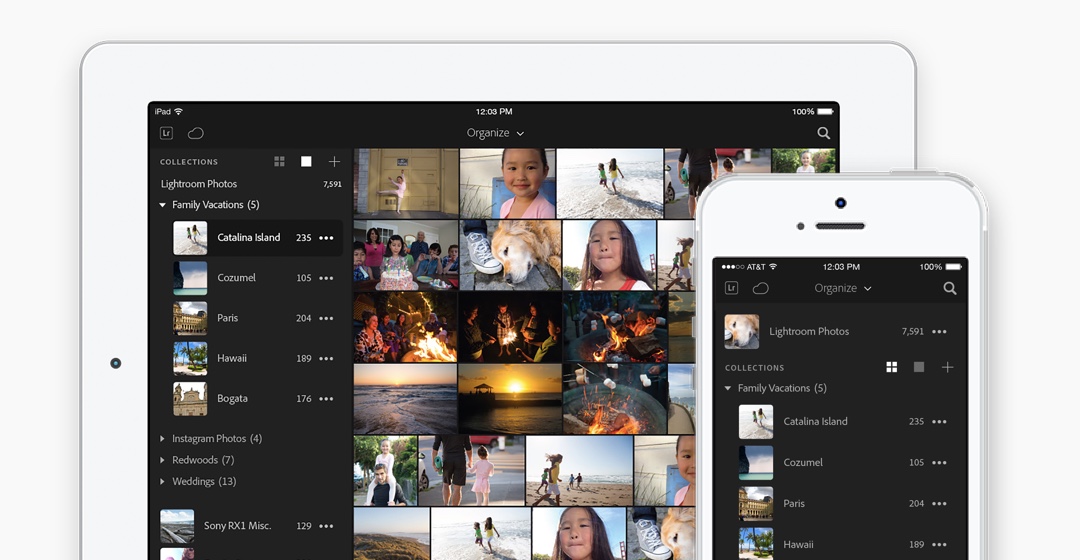 iPad 12:03 PM 100%
Lr Organize
COLLECTIONS
Lightroom Photos 7,591
Family Vacations (5)
Catalina Island 235
Cozumel 105
Paris 204
Hawaii 189
Bogata 176
Instagram Photos (4)
Redwoods (7)
Weddings (13)
Sony RX1 Misc. 129
AT&T 12:03 PM 100%
Lr Organize
Lightroom Photos 7,591
COLLECTIONS
Family Vacations (5)
Catalina Island 235
Cozumel 105
Paris 204
Hawaii 189